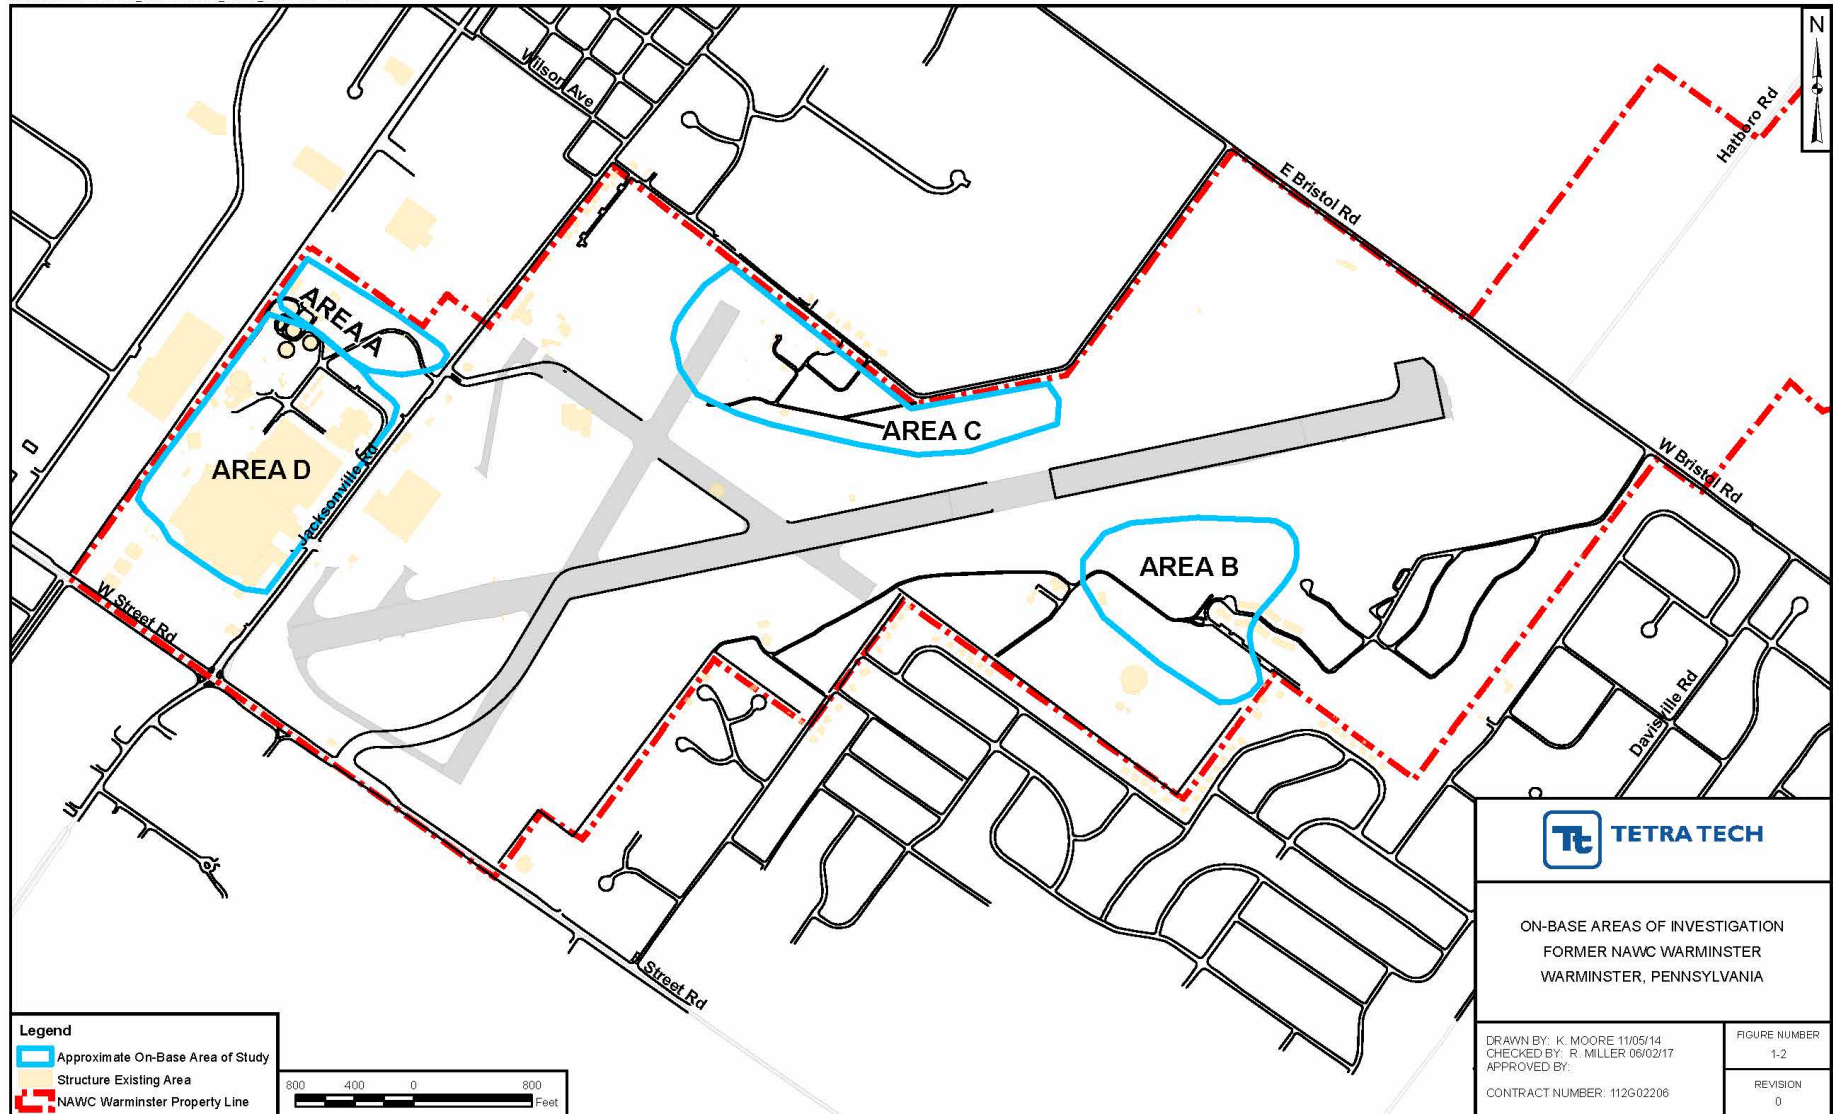 N
Wilson Ave
Hatboro Rd
E Bristol Rd
AREA A
AREA C
AREA D
Jacksonville Rd
W Bristol Rd
AREA B
W Street Rd
Davisville Rd
Street Rd
Tt TETRA TECH
ON-BASE AREAS OF INVESTIGATION
FORMER NAWC WARMINSTER
WARMINSTER, PENNSYLVANIA
DRAWN BY: K. MOORE 11/05/14
CHECKED BY: R. MILLER 06/02/17
APPROVED BY:
CONTRACT NUMBER: 112G02206
FIGURE NUMBER
1-2
REVISION
0
Legend
Approximate On-Base Area of Study
Structure Existing Area
NAWC Warminster Property Line
800 400 0 800
Feet